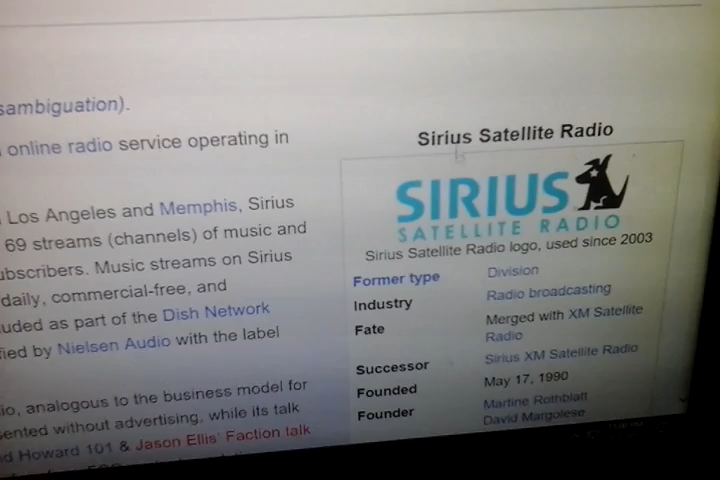 sambiguation).
online radio service operating in
Los Angeles and Memphis, Sirius
69 streams (channels) of music and
ubscribers. Music streams on Sirius
daily, commercial-free, and
uded as part of the Dish Network
fied by Nielsen Audio with the label
io, analogous to the business model for
sented without advertising, while its talk
d Howard 101 & Jason Ellis' Faction talk
Sirius Satellite Radio
SIRIUS
SATELLITE RADIO
Sirius Satellite Radio logo, used since 2003
Former type Division
Industry Radio broadcasting
Fate Merged with XM Satellite
Radio
Successor Sirius XM Satellite Radio
Founded May 17, 1990
Founder Martine Rothblatt
David Margolese